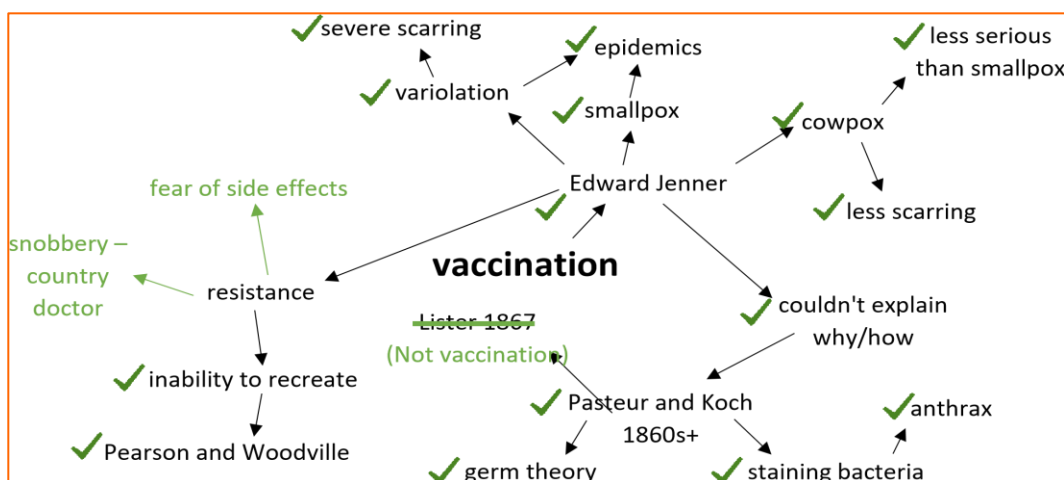 severe scarring
epidemics
less serious
than smallpox
variolation
smallpox
cowpox
fear of side effects
Edward Jenner
less scarring
snobbery –
country
doctor
vaccination
resistance
couldn't explain
why/how
Lister 1867
(Not vaccination)
inability to recreate
Pasteur and Koch
1860s+
anthrax
Pearson and Woodville
germ theory
staining bacteria